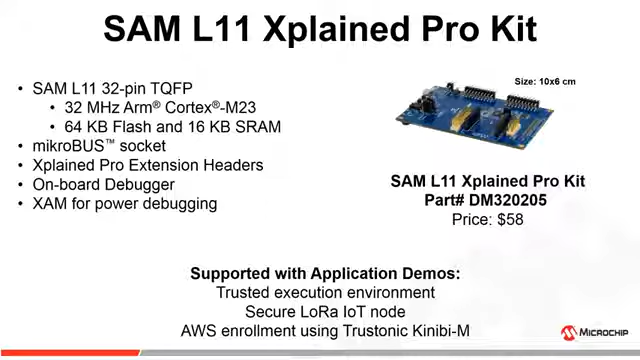 SAM L11 Xplained Pro Kit
• SAM L11 32-pin TQFP
• 32 MHz Arm® Cortex®-M23
• 64 KB Flash and 16 KB SRAM
• mikroBUS™ socket
• Xplained Pro Extension Headers
• On-board Debugger
• XAM for power debugging
Size: 10x6 cm
SAM L11 Xplained Pro Kit
Part# DM320205
Price: $58
Supported with Application Demos:
Trusted execution environment
Secure LoRa IoT node
AWS enrollment using Trustonic Kinibi-M
MICROCHIP